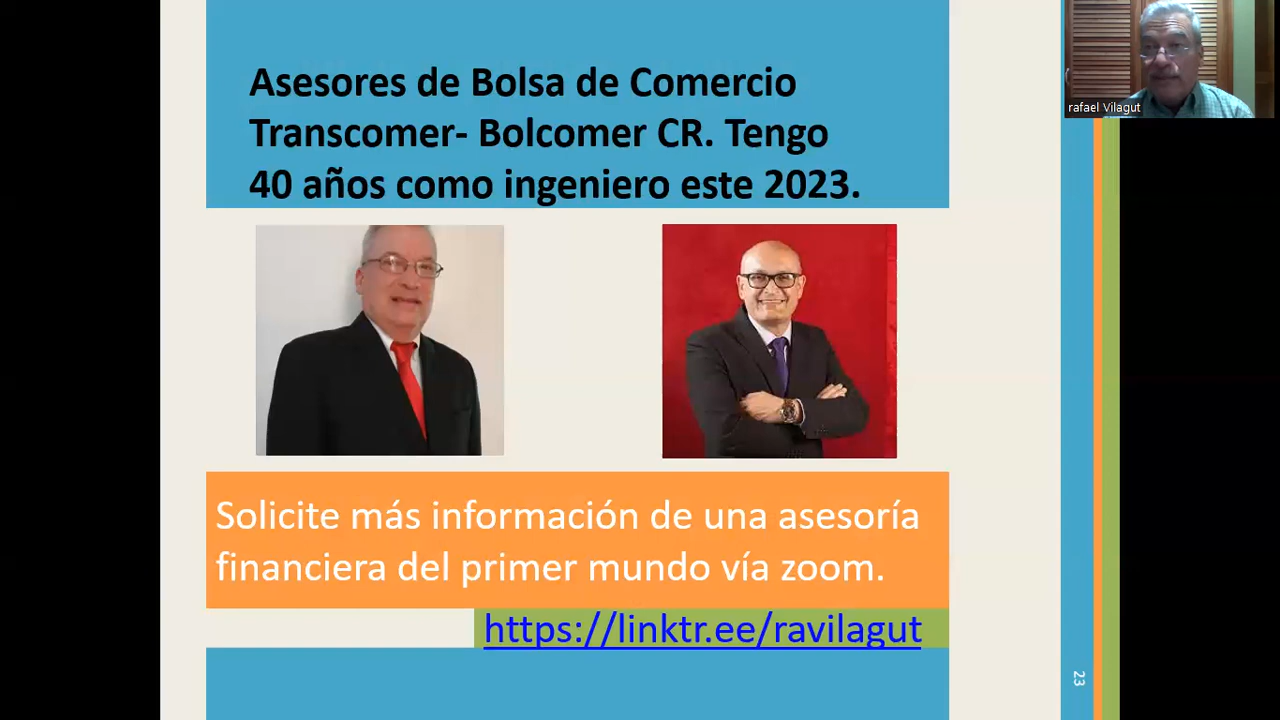 Asesores de Bolsa de Comercio
Transcomer- Bolcomer CR. Tengo
40 años como ingeniero este 2023.
rafael Vilagut
Solicite más información de una asesoría
financiera del primer mundo vía zoom.
https://linktr.ee/ravilagut
23